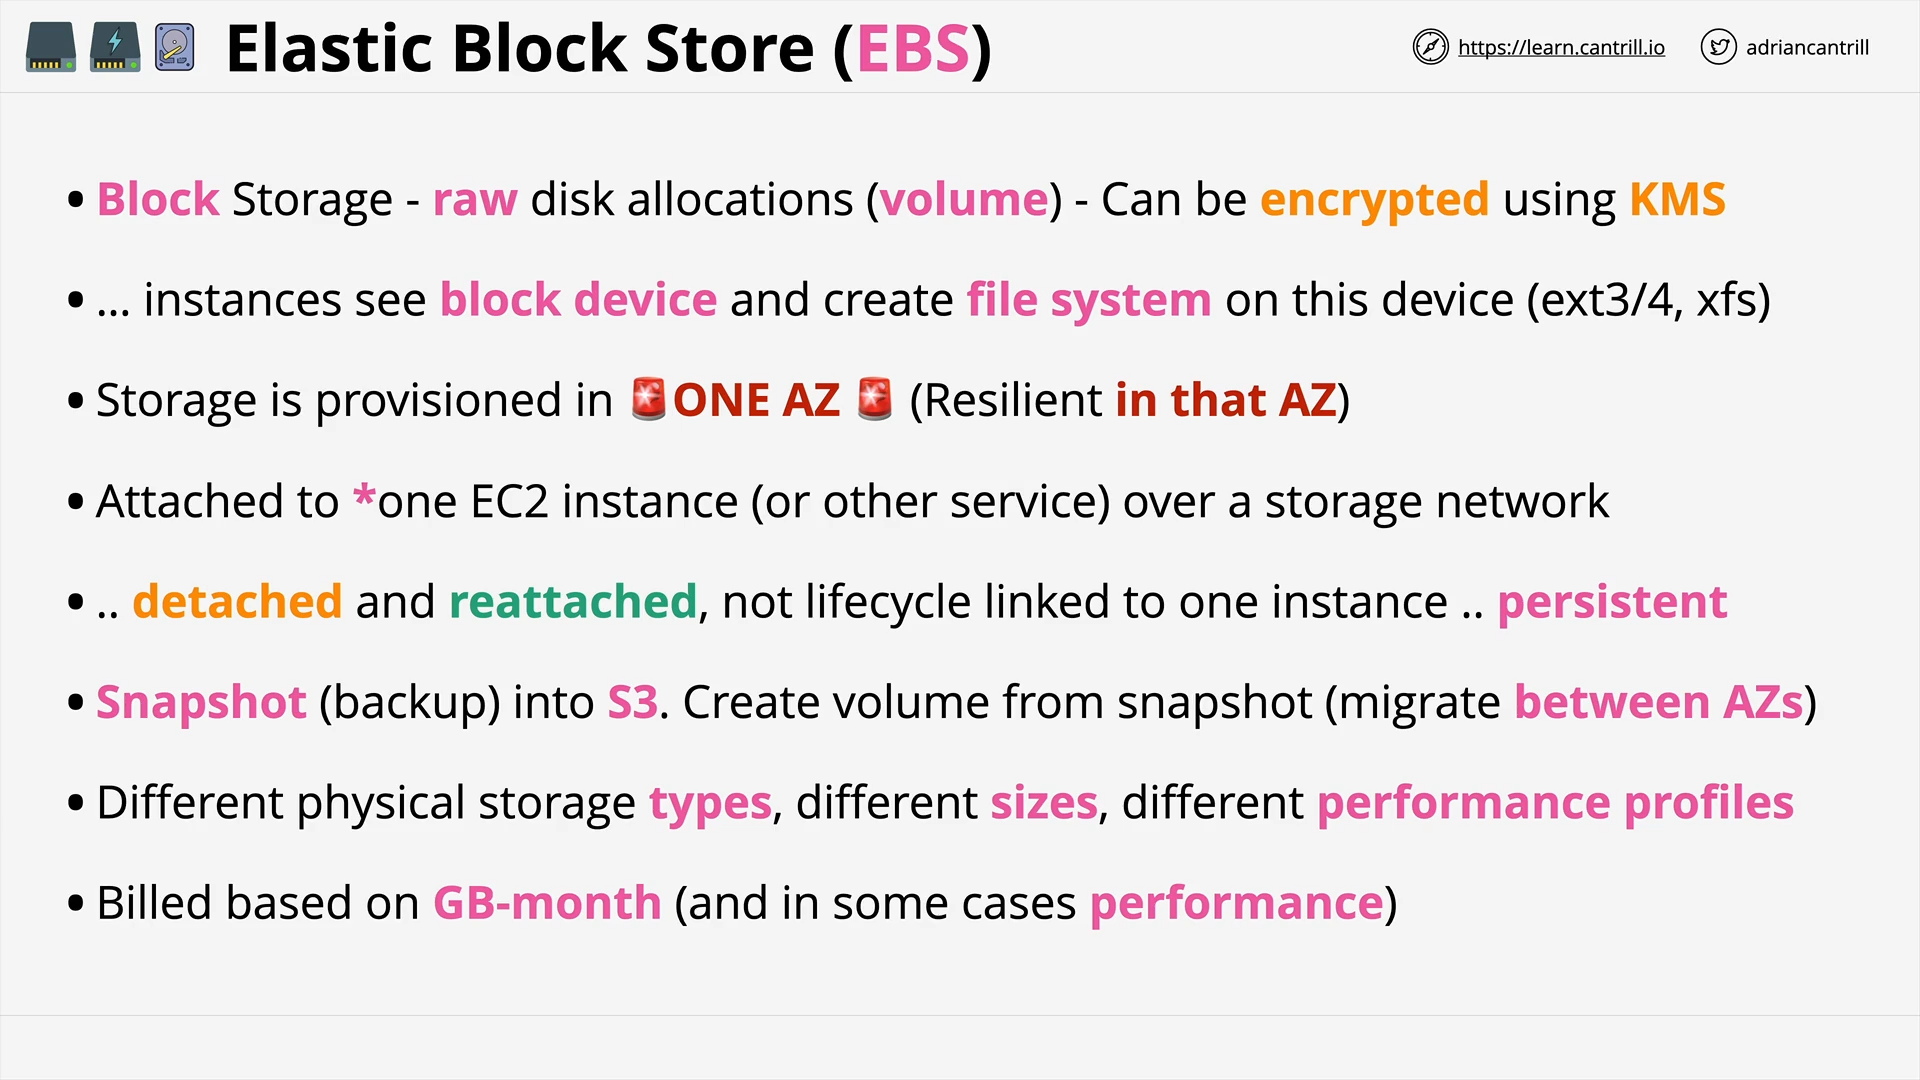 Elastic Block Store (EBS)
https://learn.cantrill.io
adriancantrill
• Block Storage - raw disk allocations (volume) - Can be encrypted using KMS
• ... instances see block device and create file system on this device (ext3/4, xfs)
• Storage is provisioned in 🚨ONE AZ 🚨 (Resilient in that AZ)
• Attached to *one EC2 instance (or other service) over a storage network
• .. detached and reattached, not lifecycle linked to one instance .. persistent
• Snapshot (backup) into S3. Create volume from snapshot (migrate between AZs)
• Different physical storage types, different sizes, different performance profiles
• Billed based on GB-month (and in some cases performance)